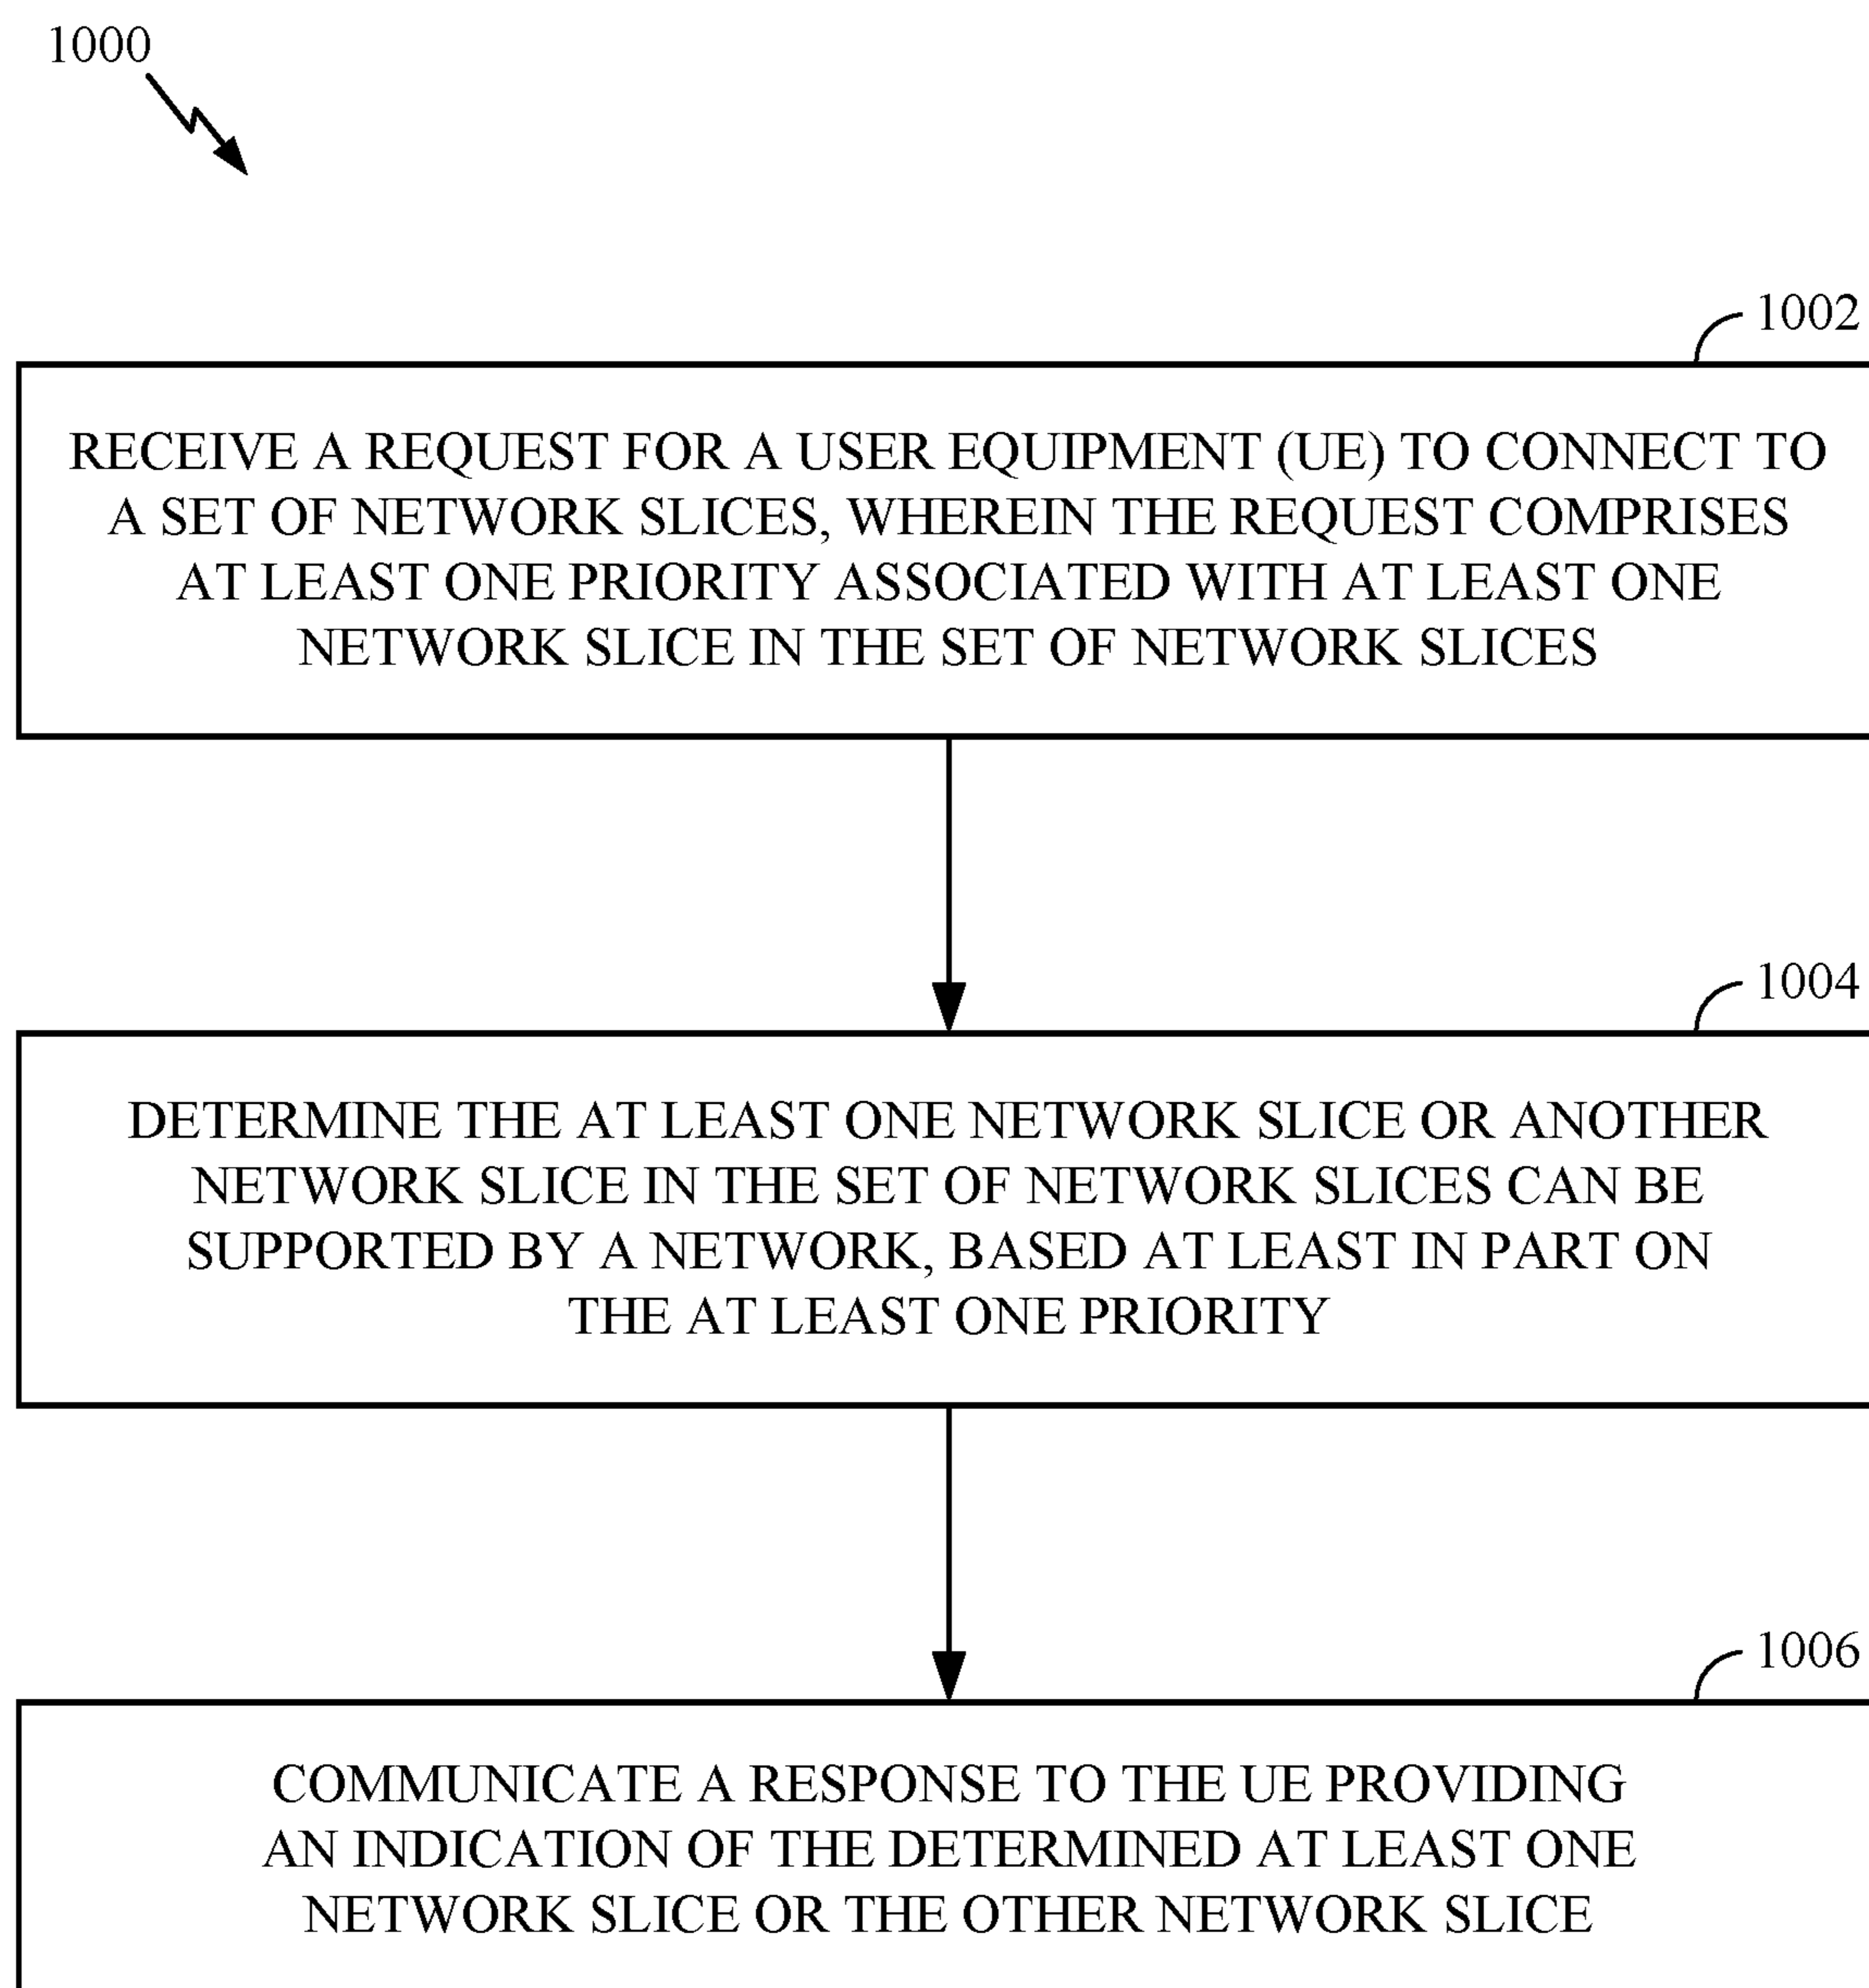 1000
1002
RECEIVE A REQUEST FOR A USER EQUIPMENT (UE) TO CONNECT TO
A SET OF NETWORK SLICES, WHEREIN THE REQUEST COMPRISES
AT LEAST ONE PRIORITY ASSOCIATED WITH AT LEAST ONE
NETWORK SLICE IN THE SET OF NETWORK SLICES
1004
DETERMINE THE AT LEAST ONE NETWORK SLICE OR ANOTHER
NETWORK SLICE IN THE SET OF NETWORK SLICES CAN BE
SUPPORTED BY A NETWORK, BASED AT LEAST IN PART ON
THE AT LEAST ONE PRIORITY
1006
COMMUNICATE A RESPONSE TO THE UE PROVIDING
AN INDICATION OF THE DETERMINED AT LEAST ONE
NETWORK SLICE OR THE OTHER NETWORK SLICE